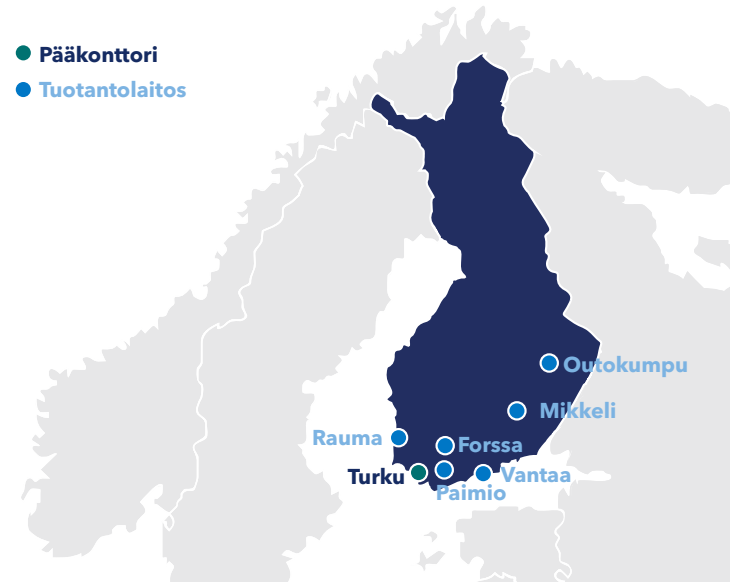 Pääkonttori
Tuotantolaitos
Outokumpu
Mikkeli
Rauma
Forssa
Turku
Vantaa
Paimio